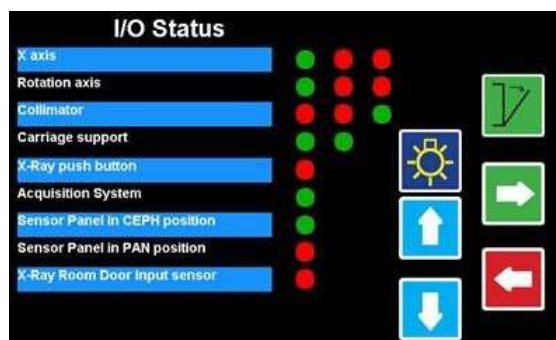 I/O Status
X axis
Rotation axis
Collimator
Carriage support
X-Ray push button
Acquisition System
Sensor Panel in CEPH position
Sensor Panel in PAN position
X-Ray Room Door Input sensor